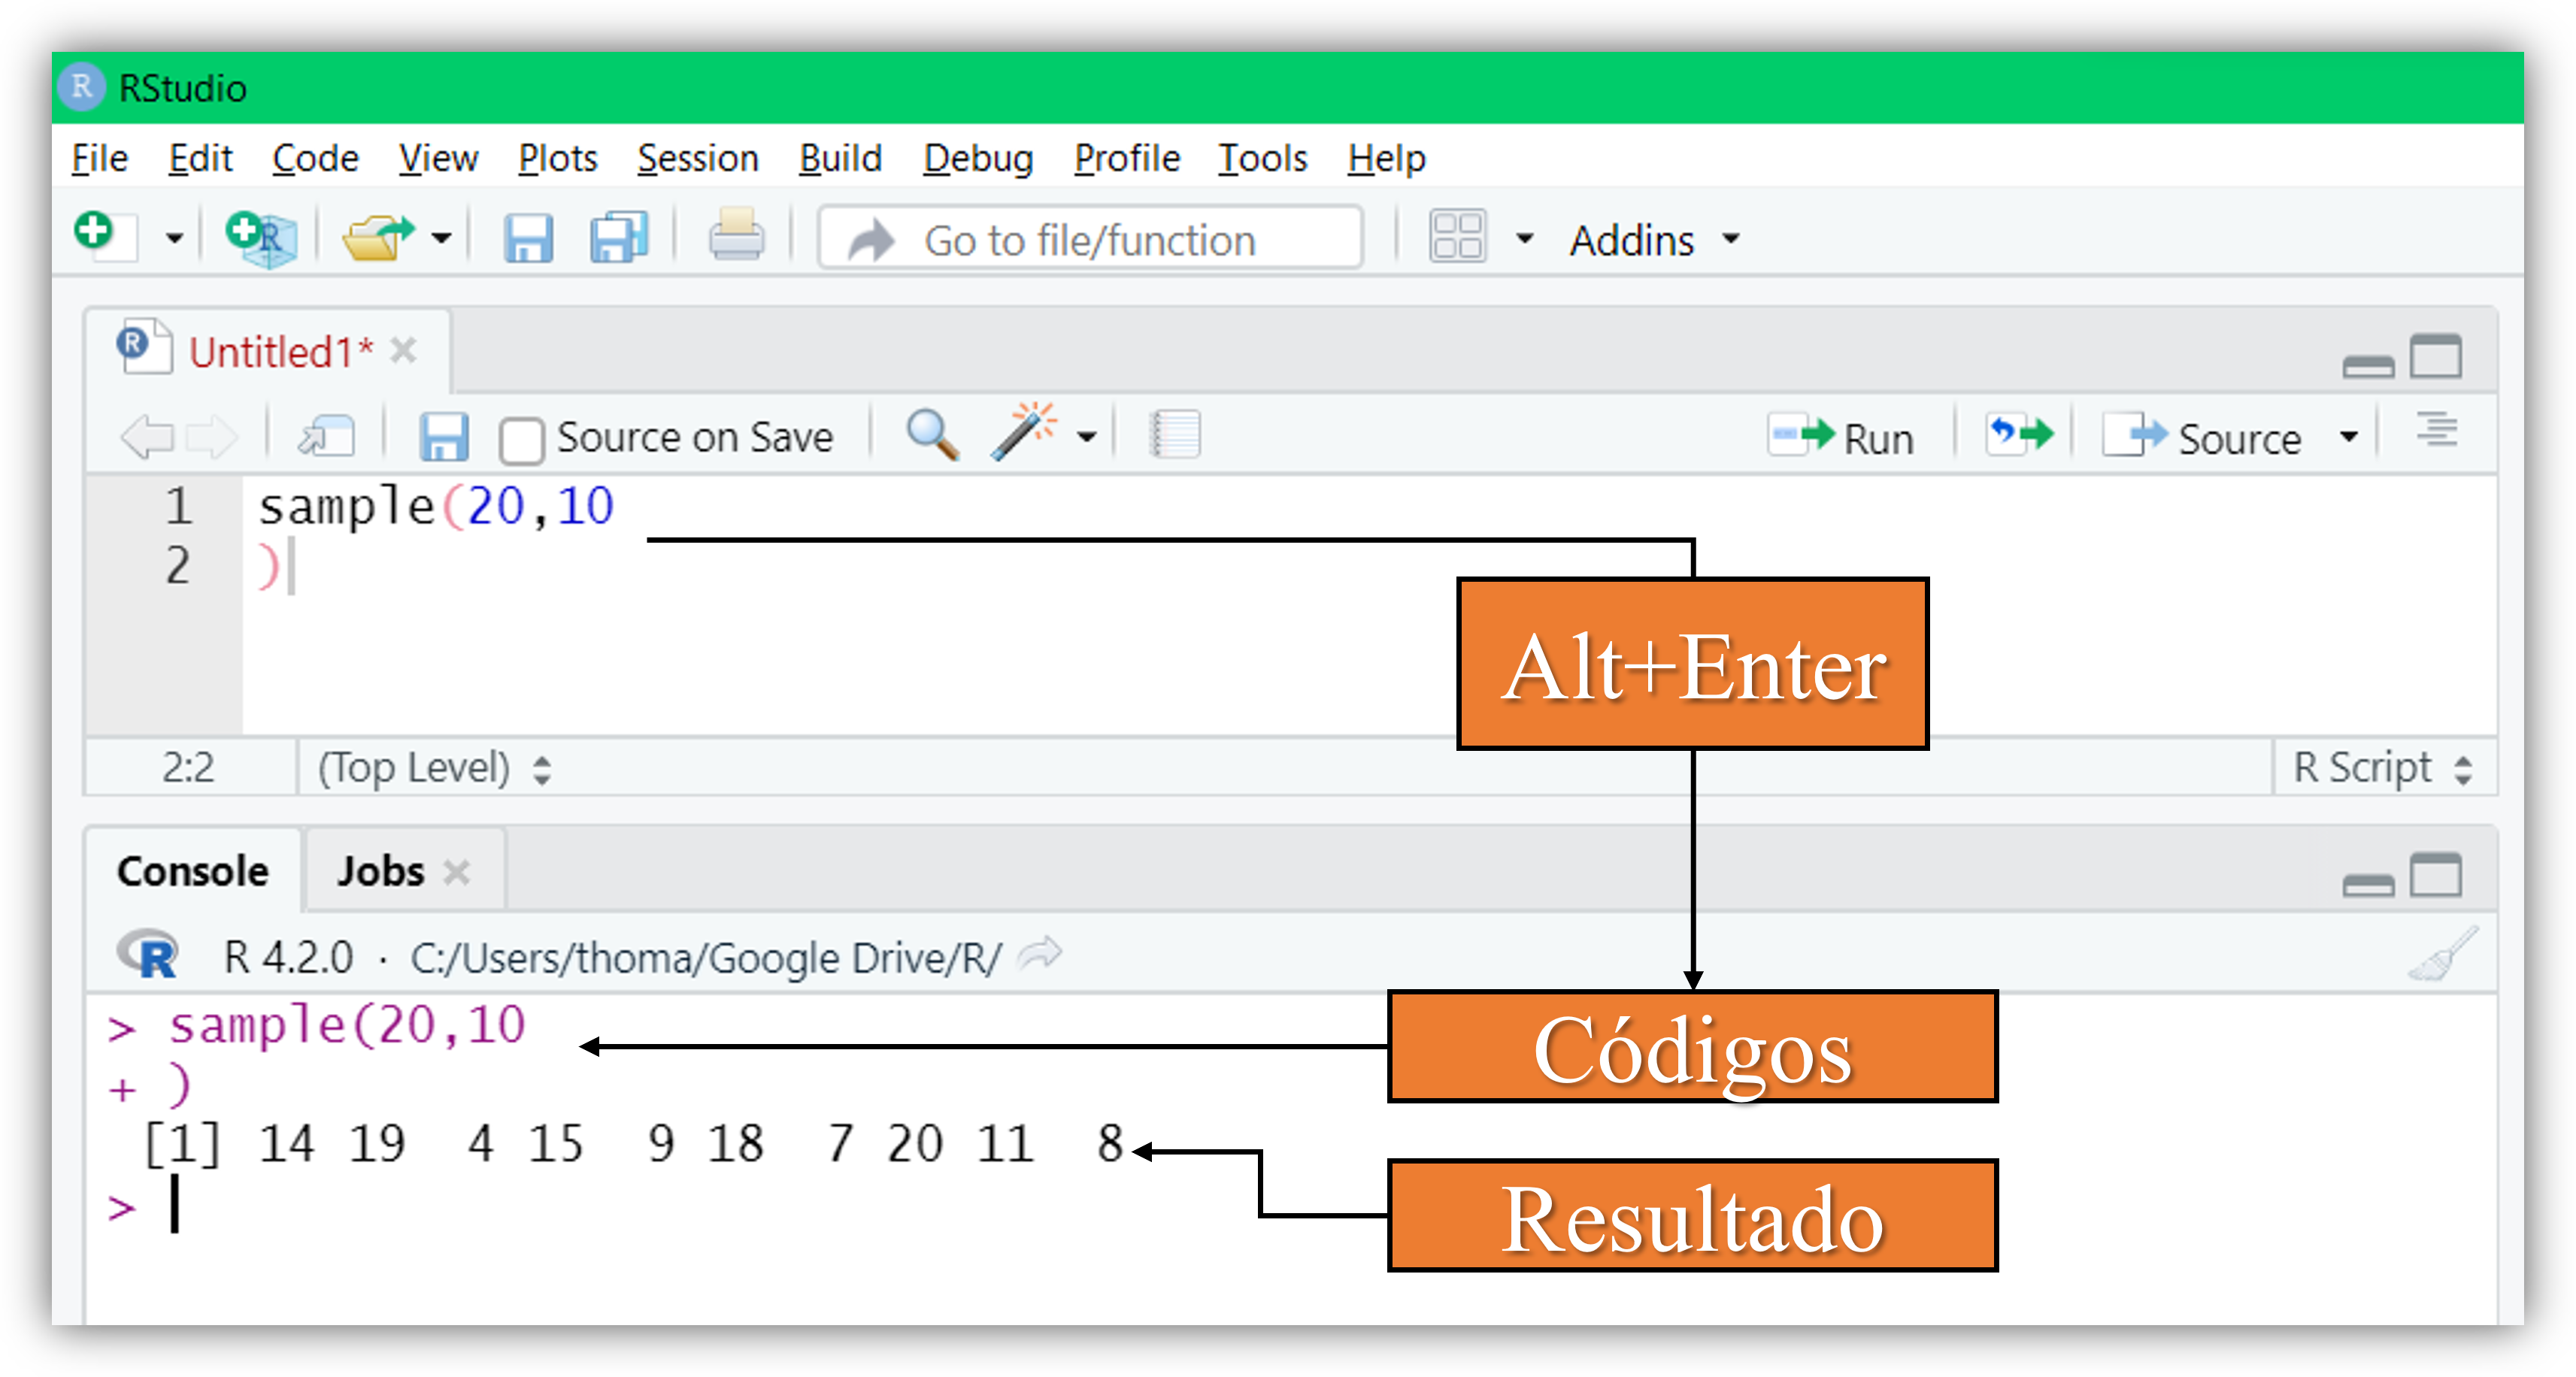 R RStudio
File Edit Code View Plots Session Build Debug Profile Tools Help
R Go to file/function Addins
R Untitled1*
Source on Save Run Source
1 sample(20,10
2 )
Alt+Enter
2:2 (Top Level) R Script
Console Jobs
R R 4.2.0 · C:/Users/thoma/Google Drive/R/
> sample(20,10
Códigos
+ )
[1] 14 19 4 15 9 18 7 20 11 8
>
Resultado